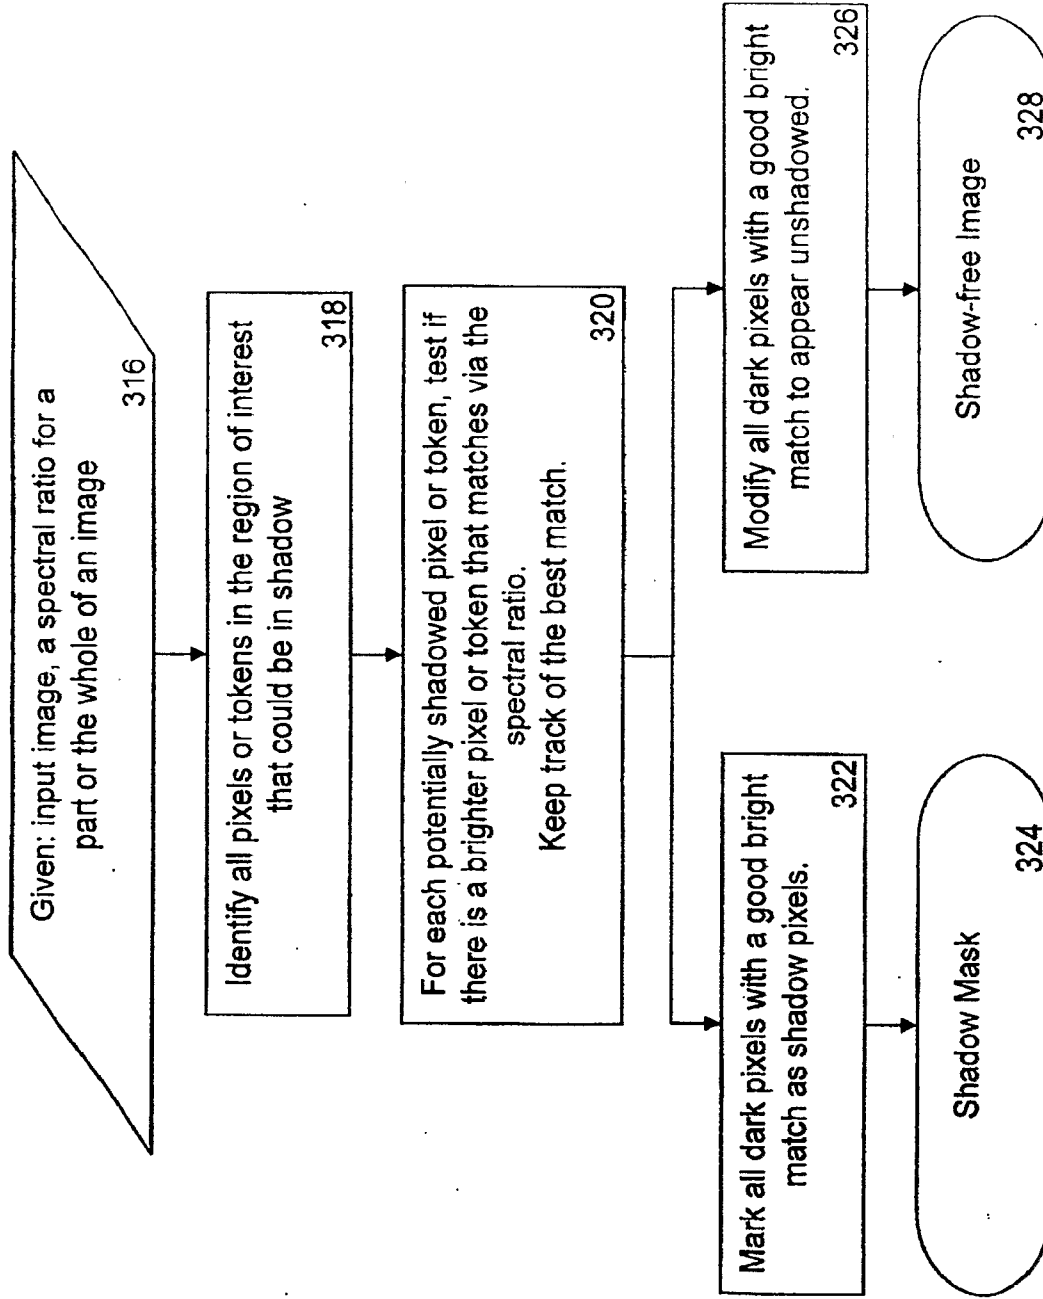 Given: input image, a spectral ratio for a
part or the whole of an image
316
Identify all pixels or tokens in the region of interest
that could be in shadow
318
For each potentially shadowed pixel or token, test if
there is a brighter pixel or token that matches via the
spectral ratio.
Keep track of the best match.
320
Mark all dark pixels with a good bright
match as shadow pixels.
322
Shadow Mask
324
Modify all dark pixels with a good bright
match to appear unshadowed.
326
Shadow-free Image
328